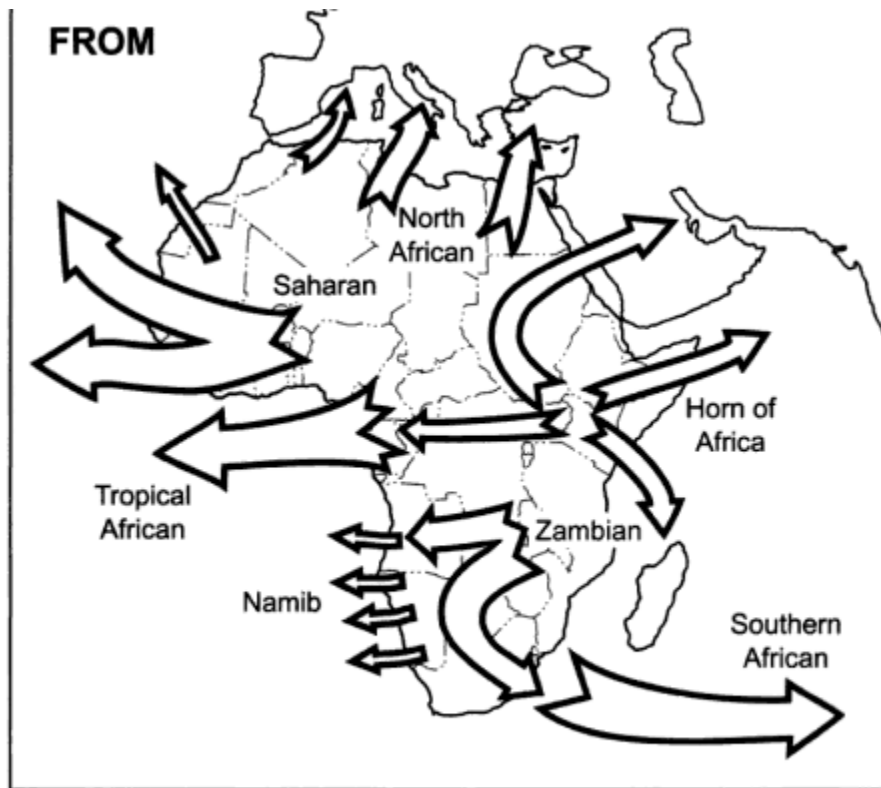 FROM
North
African
Saharan
Horn of
Africa
Tropical
African
Zambian
Namib
Southern
African